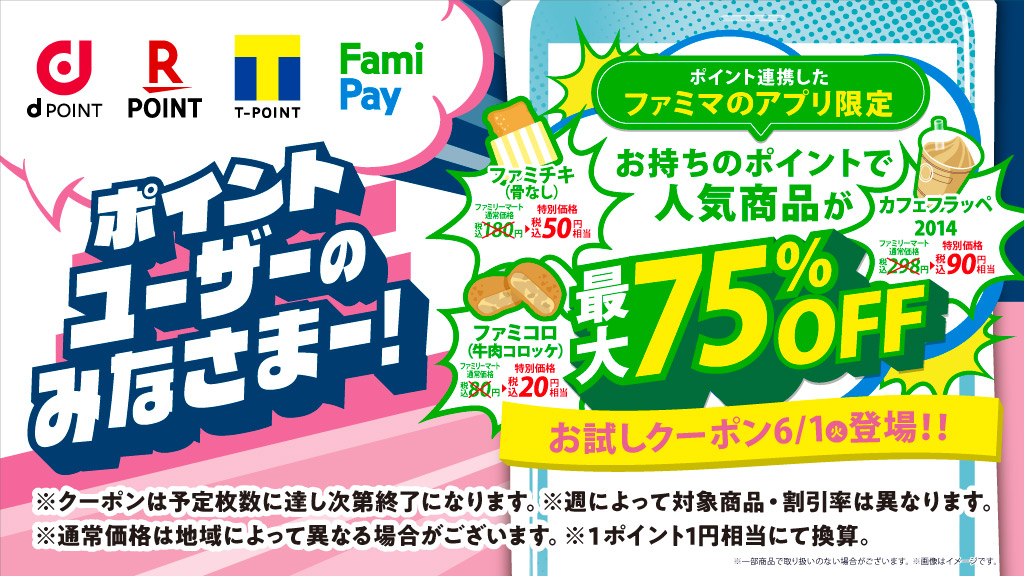 d POINT
R
POINT
T
T-POINT
Fami
Pay
ポイント
ユーザーの
みなさまー!
ポイント連携した
ファミマのアプリ限定
お持ちのポイントで
人気商品が
最大75%OFF
ファミチキ
(骨なし)
ファミリーマート
通常価格
税込180円
特別価格
税込50円相当
ファミコロ
(牛肉コロッケ)
ファミリーマート
通常価格
税込80円
特別価格
税込20円相当
カフェフラッペ
2014
ファミリーマート
通常価格
税込298円
特別価格
税込90円相当
お試しクーポン6/1火登場!!
※クーポンは予定枚数に達し次第終了になります。※週によって対象商品・割引率は異なります。
※通常価格は地域によって異なる場合がございます。※1ポイント1円相当にて換算。
※一部商品で取り扱いのない場合がございます。※画像はイメージです。